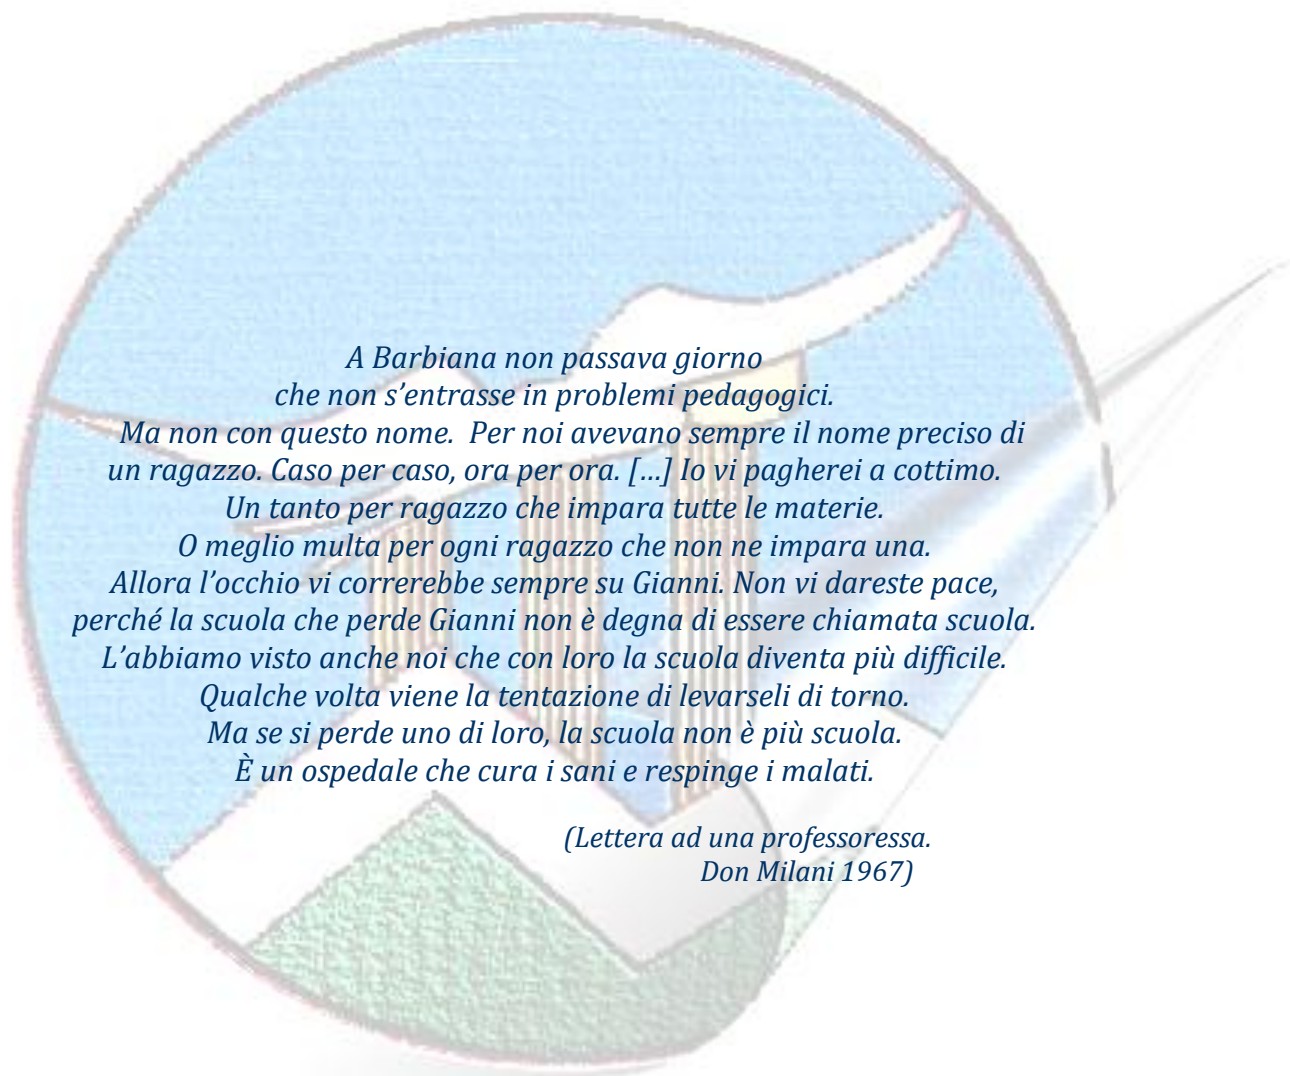 A Barbiana non passava giorno
che non s’entrasse in problemi pedagogici.
Ma non con questo nome.  Per noi avevano sempre il nome preciso di
un ragazzo. Caso per caso, ora per ora. […] Io vi pagherei a cottimo.
Un tanto per ragazzo che impara tutte le materie.
O meglio multa per ogni ragazzo che non ne impara una.
Allora l’occhio vi correrebbe sempre su Gianni. Non vi dareste pace,
perché la scuola che perde Gianni non è degna di essere chiamata scuola.
L’abbiamo visto anche noi che con loro la scuola diventa più difficile.
Qualche volta viene la tentazione di levarseli di torno.
Ma se si perde uno di loro, la scuola non è più scuola.
È un ospedale che cura i sani e respinge i malati.
(Lettera ad una professoressa.
Don Milani 1967)